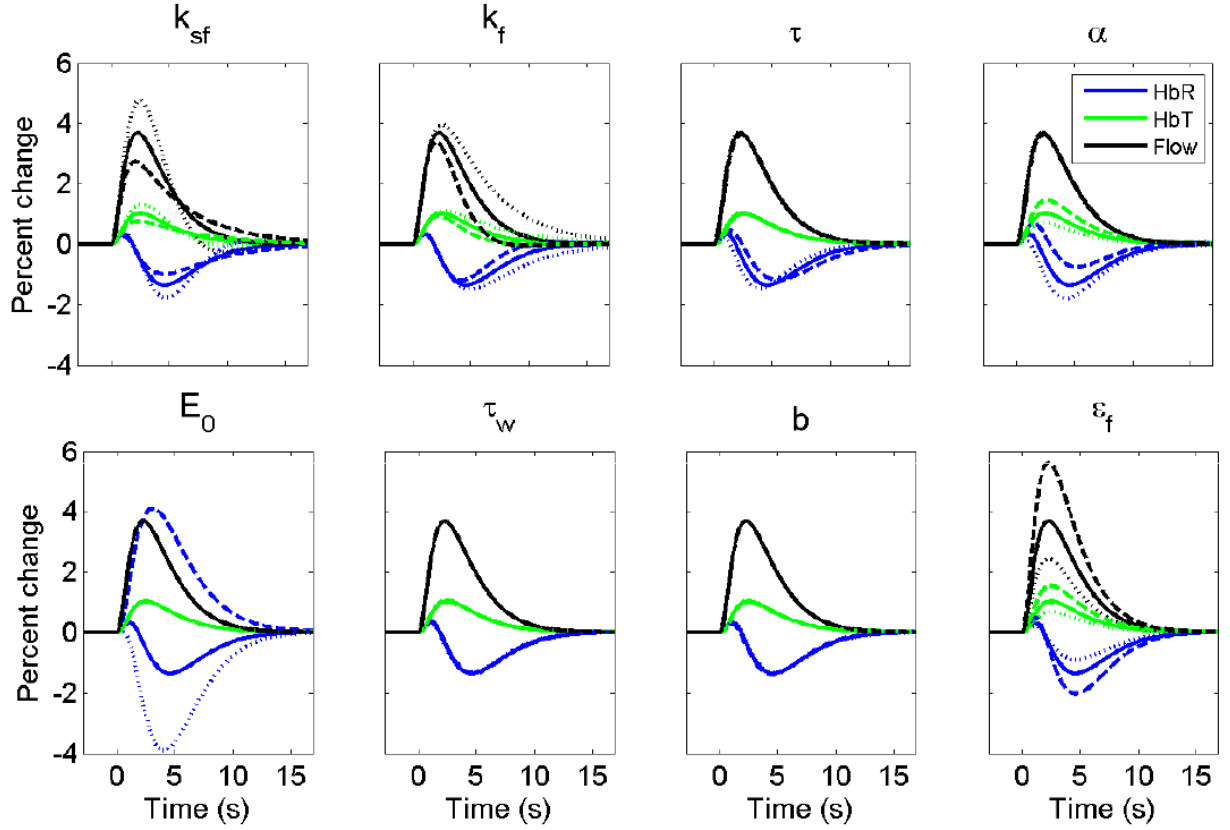 k_sf k_f τ α
6
4
2
0
-2
-4
Percent change
HbR
HbT
Flow
E_0 τ_w b ε_f
6
4
2
0
-2
-4
Percent change
0 5 10 15 0 5 10 15 0 5 10 15 0 5 10 15
Time (s) Time (s) Time (s) Time (s)